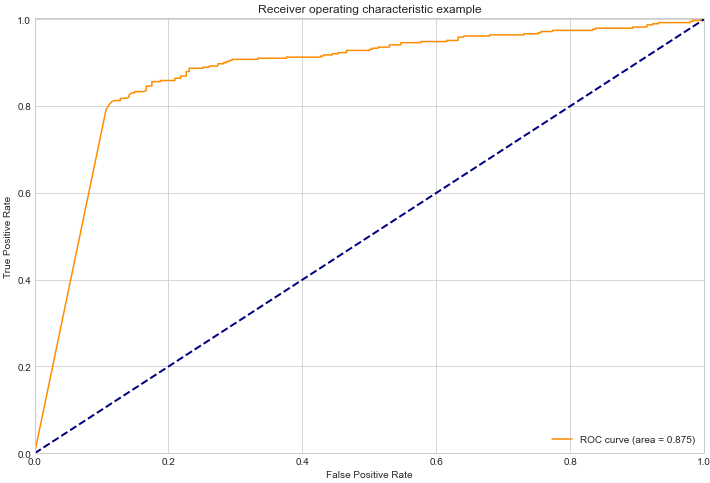 Receiver operating characteristic example
1.0
0.8
0.6
0.4
0.2
0.0
True Positive Rate
ROC curve (area = 0.875)
0.0 0.2 0.4 0.6 0.8 1.0
False Positive Rate